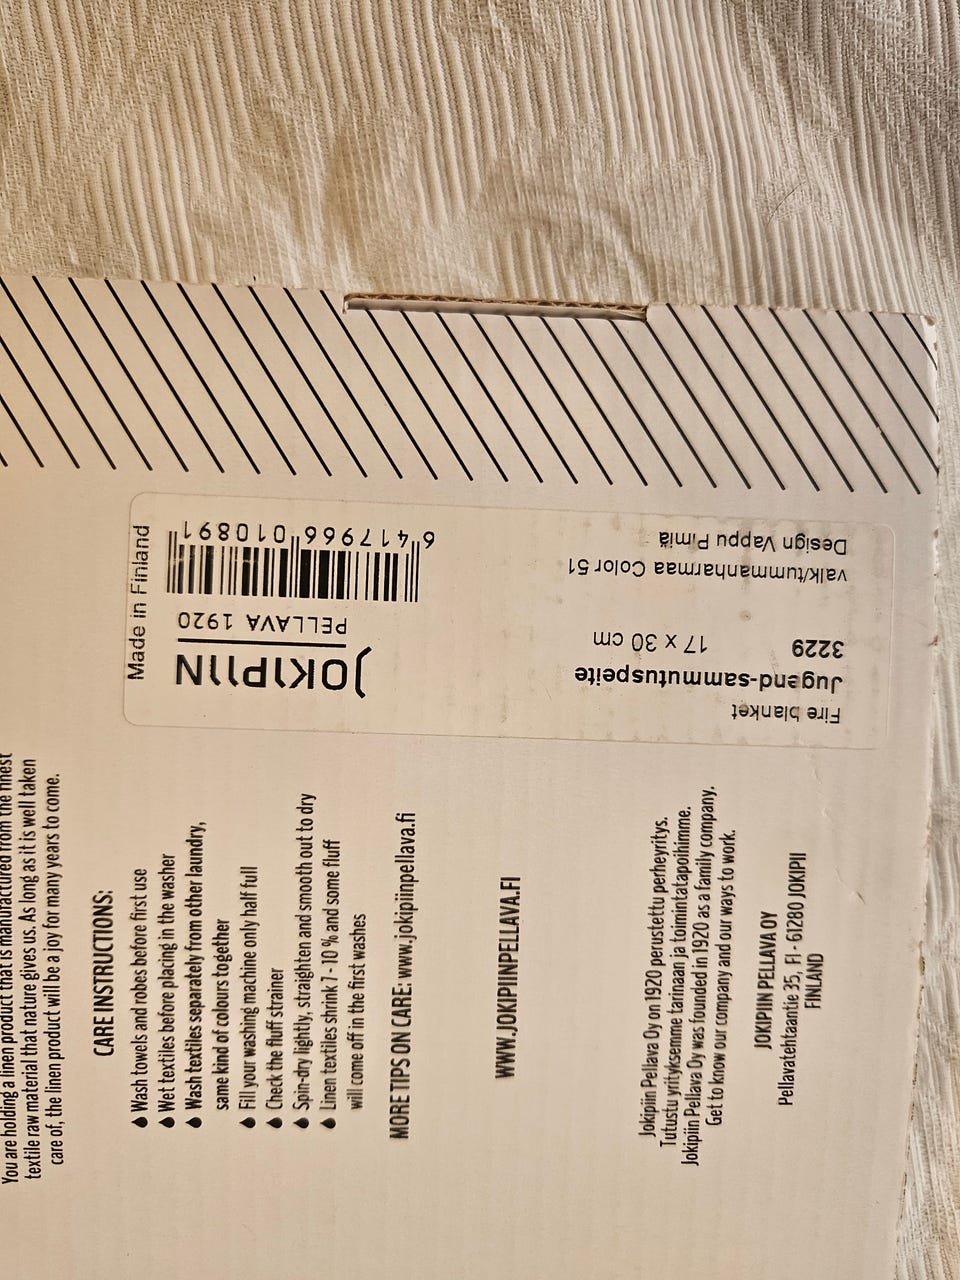 You are holding a linen product that is manufactured from the finest
textile raw material that nature gives us. As long as it is well taken
care of, the linen product will be a joy for many years to come.
CARE INSTRUCTIONS:
Wash towels and robes before first use
Wet textiles before placing in the washer
Wash textiles separately from other laundry,
same kind of colours together
Fill your washing machine only half full
Check the fluff strainer
Spin-dry lightly, straighten and smooth out to dry
Linen textiles shrink 7 - 10 % and some fluff
will come off in the first washes
MORE TIPS ON CARE: www.jokipiinpellava.fi
WWW.JOKIPIINPELLAVA.FI
Jokipiin Pellava Oy on 1920 perustettu perheyritys.
Tutustu yrityksemme tarinaan ja toimintatapoihimme.
Jokipiin Pellava Oy was founded in 1920 as a family company.
Get to know our company and our ways to work.
JOKIPIIN PELLAVA OY
Pellavatehtaantie 35, FI - 61280 JOKIPII
FINLAND
Fire blanket
Jugend-sammutuspeite
3229 17 x 30 cm
valk/tummanharmaa Color 51
Design Vappu Pimiä
JOKIPIIN
PELLAVA 1920
6 417966 010891
Made in Finland